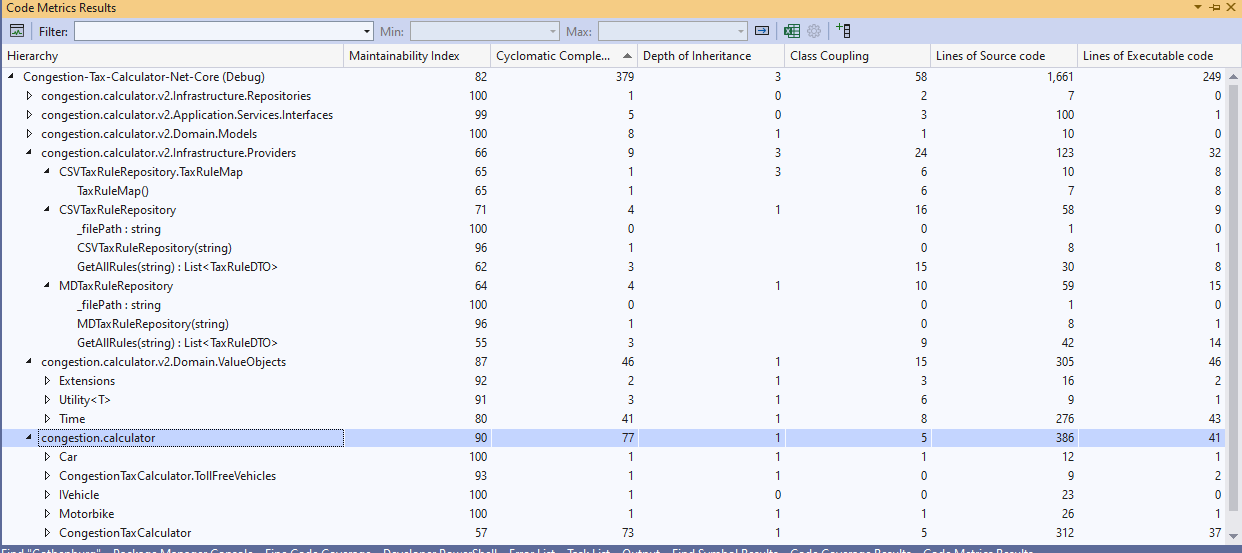 Code Metrics Results
Filter: Min: Max:
Hierarchy Maintainability Index Cyclomatic Comple... Depth of Inheritance Class Coupling Lines of Source code Lines of Executable code
Congestion-Tax-Calculator-Net-Core (Debug) 82 379 3 58 1,661 249
congestion.calculator.v2.Infrastructure.Repositories 100 1 0 2 7 0
congestion.calculator.v2.Application.Services.Interfaces 99 5 0 3 100 1
congestion.calculator.v2.Domain.Models 100 8 1 1 10 0
congestion.calculator.v2.Infrastructure.Providers 66 9 3 24 123 32
CSVTaxRuleRepository.TaxRuleMap 65 1 3 6 10 8
TaxRuleMap() 65 1 6 7 8
CSVTaxRuleRepository 71 4 1 16 58 9
_filePath : string 100 0 0 1 0
CSVTaxRuleRepository(string) 96 1 0 8 1
GetAllRules(string) : List<TaxRuleDTO> 62 3 15 30 8
MDTaxRuleRepository 64 4 1 10 59 15
_filePath : string 100 0 0 1 0
MDTaxRuleRepository(string) 96 1 0 8 1
GetAllRules(string) : List<TaxRuleDTO> 55 3 9 42 14
congestion.calculator.v2.Domain.ValueObjects 87 46 1 15 305 46
Extensions 92 2 1 3 16 2
Utility<T> 91 3 1 6 9 1
Time 80 41 1 8 276 43
congestion.calculator 90 77 1 5 386 41
Car 100 1 1 1 12 1
CongestionTaxCalculator.TollFreeVehicles 93 1 1 0 9 2
IVehicle 100 1 0 0 23 0
Motorbike 100 1 1 1 26 1
CongestionTaxCalculator 57 73 1 5 312 37
Package Manager Console Fine Code Coverage Developer PowerShell Error List Task List Output Find Symbol Results Code Coverage Results Code Metrics Results